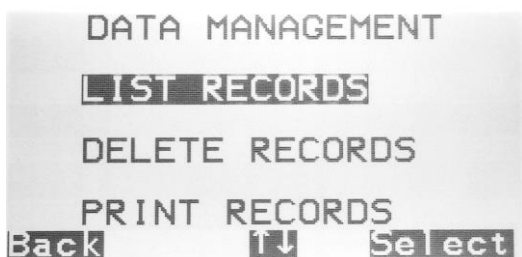 DATA MANAGEMENT
LIST RECORDS
DELETE RECORDS
PRINT RECORDS
Back ↑↓ Select